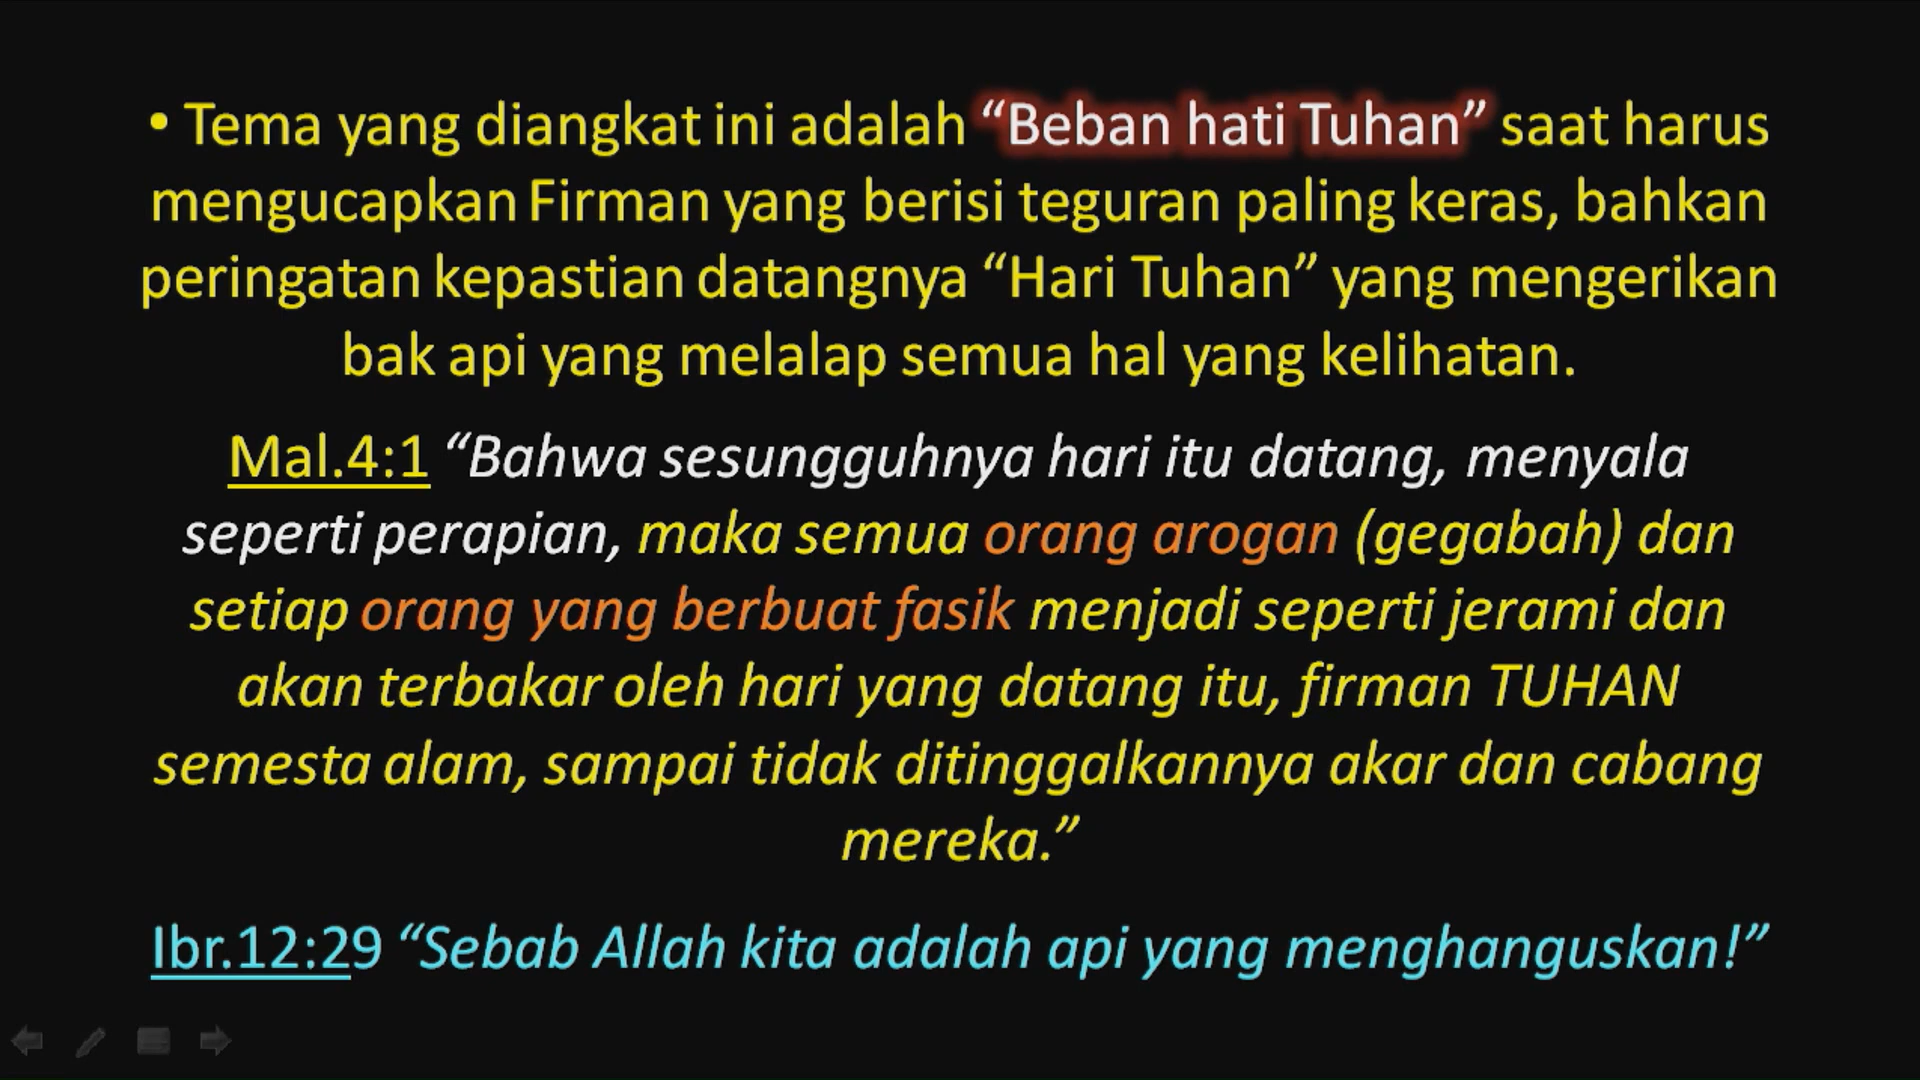 • Tema yang diangkat ini adalah “Beban hati Tuhan” saat harus
mengucapkan Firman yang berisi teguran paling keras, bahkan
peringatan kepastian datangnya “Hari Tuhan” yang mengerikan
bak api yang melalap semua hal yang kelihatan.
Mal.4:1 “Bahwa sesungguhnya hari itu datang, menyala
seperti perapian, maka semua orang arogan (gegabah) dan
setiap orang yang berbuat fasik menjadi seperti jerami dan
akan terbakar oleh hari yang datang itu, firman TUHAN
semesta alam, sampai tidak ditinggalkannya akar dan cabang
mereka.”
Ibr.12:29 “Sebab Allah kita adalah api yang menghanguskan!”